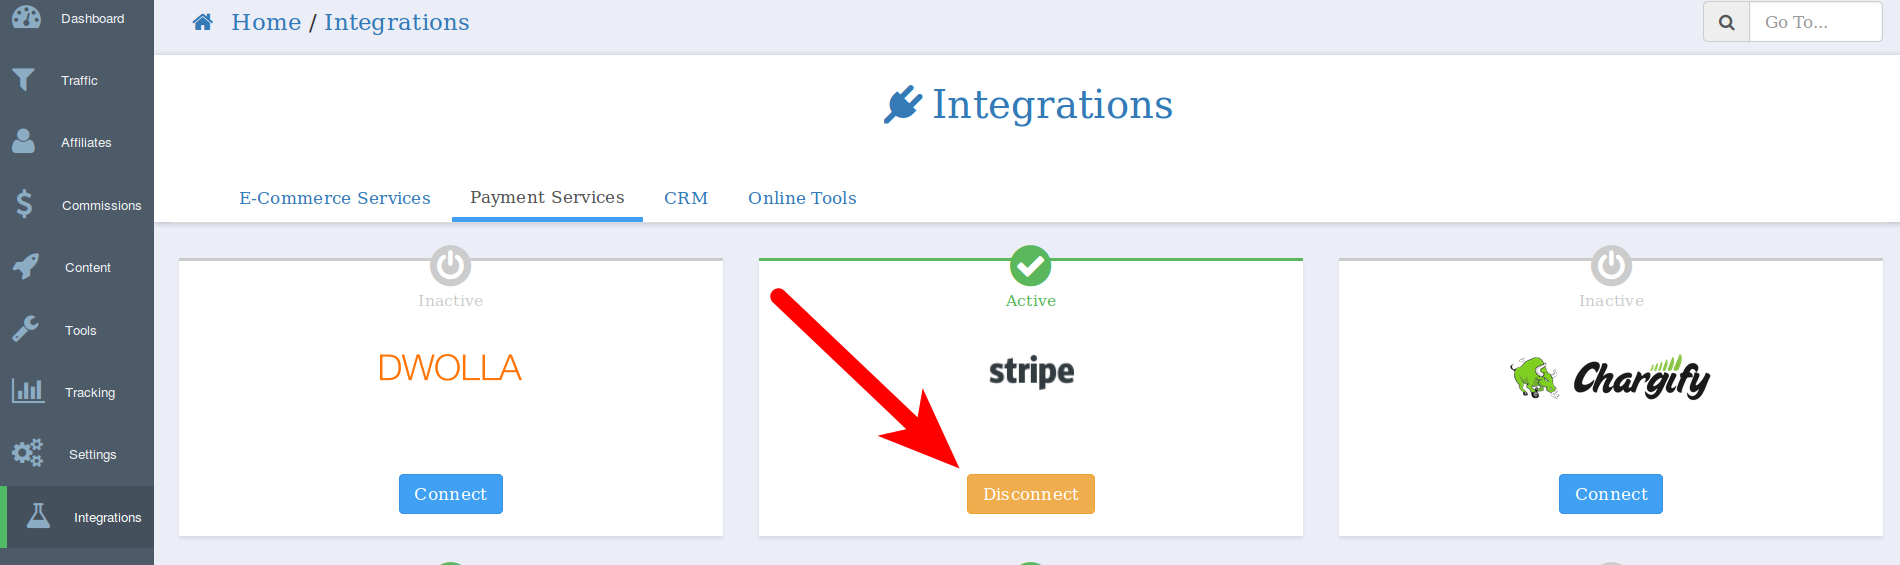 Dashboard
Traffic
Affiliates
Commissions
Content
Tools
Tracking
Settings
Integrations
Home / Integrations
Go To...
Integrations
E-Commerce Services
Payment Services
CRM
Online Tools
Inactive
DWOLLA
Connect
Active
stripe
Disconnect
Inactive
Chargify
Connect